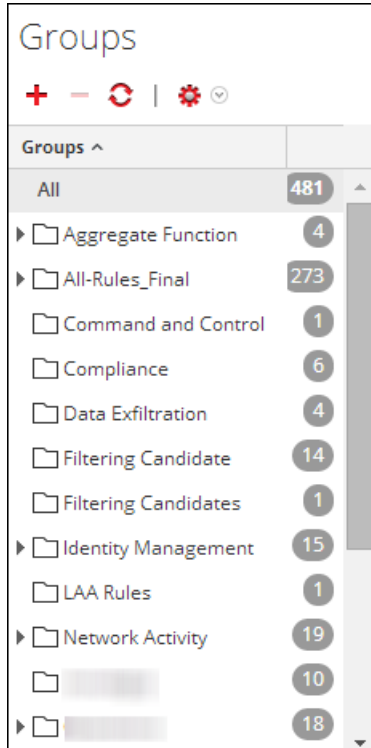 Groups
Groups
All 481
Aggregate Function 4
All-Rules_Final 273
Command and Control 1
Compliance 6
Data Exfiltration 4
Filtering Candidate 14
Filtering Candidates 1
Identity Management 15
LAA Rules 1
Network Activity 19
10
18